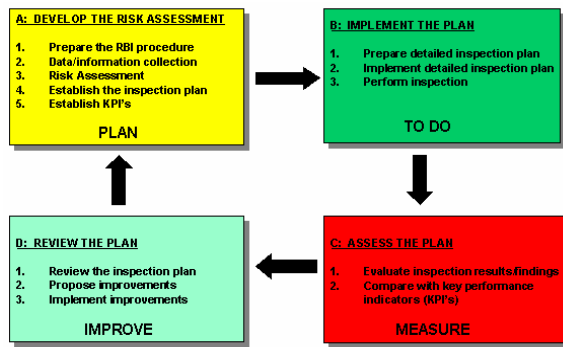 A: DEVELOP THE RISK ASSESSMENT
1. Prepare the RBI procedure
2. Data/information collection
3. Risk Assessment
4. Establish the inspection plan
5. Establish KPI's
PLAN
B: IMPLEMENT THE PLAN
1. Prepare detailed inspection plan
2. Implement detailed inspection plan
3. Perform inspection
TO DO
C: ASSESS THE PLAN
1. Evaluate inspection results/findings
2. Compare with key performance
indicators (KPI's)
MEASURE
D: REVIEW THE PLAN
1. Review the inspection plan
2. Propose improvements
3. Implement improvements
IMPROVE